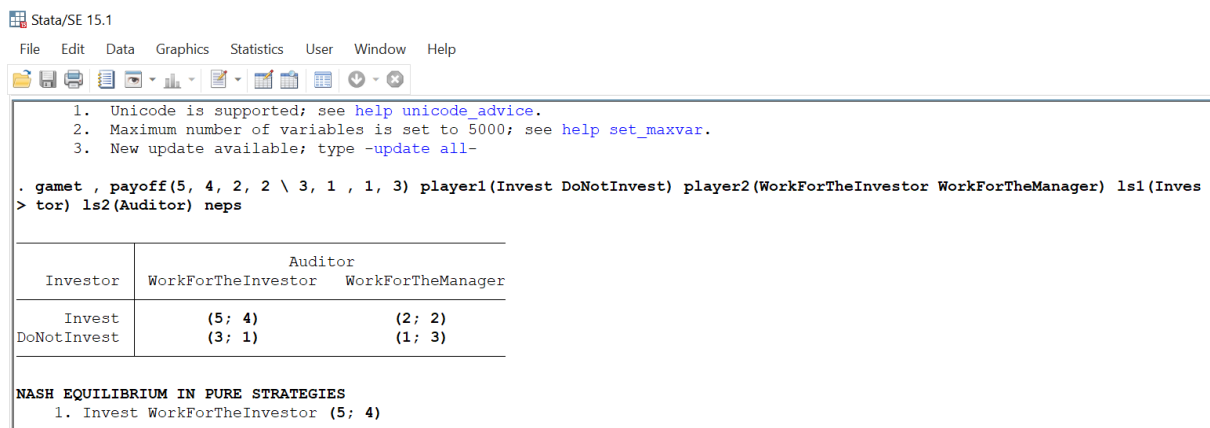 Stata/SE 15.1
File Edit Data Graphics Statistics User Window Help
1. Unicode is supported; see help unicode_advice.
2. Maximum number of variables is set to 5000; see help set_maxvar.
3. New update available; type -update all-
. gamet , payoff(5, 4, 2, 2 \ 3, 1 , 1, 3) player1(Invest DoNotInvest) player2(WorkForTheInvestor WorkForTheManager) ls1(Inves
> tor) ls2(Auditor) neps
Auditor
Investor WorkForTheInvestor WorkForTheManager
Invest (5; 4) (2; 2)
DoNotInvest (3; 1) (1; 3)
NASH EQUILIBRIUM IN PURE STRATEGIES
1. Invest WorkForTheInvestor (5; 4)